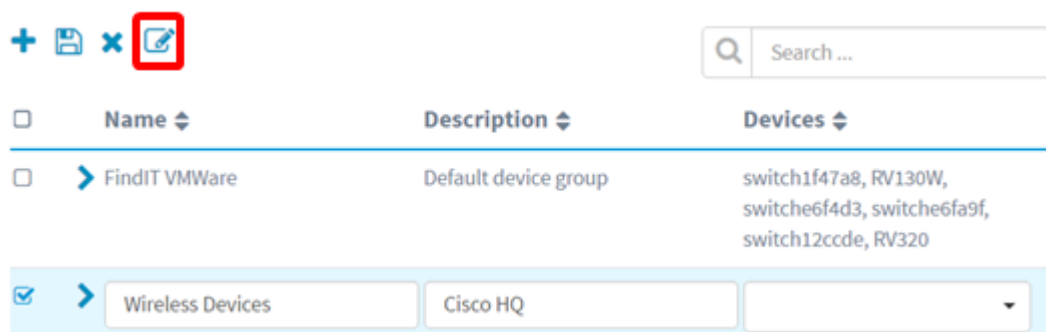 Search ...
Name Description Devices
FindIT VMWare Default device group switch1f47a8, RV130W,
switche6f4d3, switche6fa9f,
switch12ccde, RV320
Wireless Devices Cisco HQ